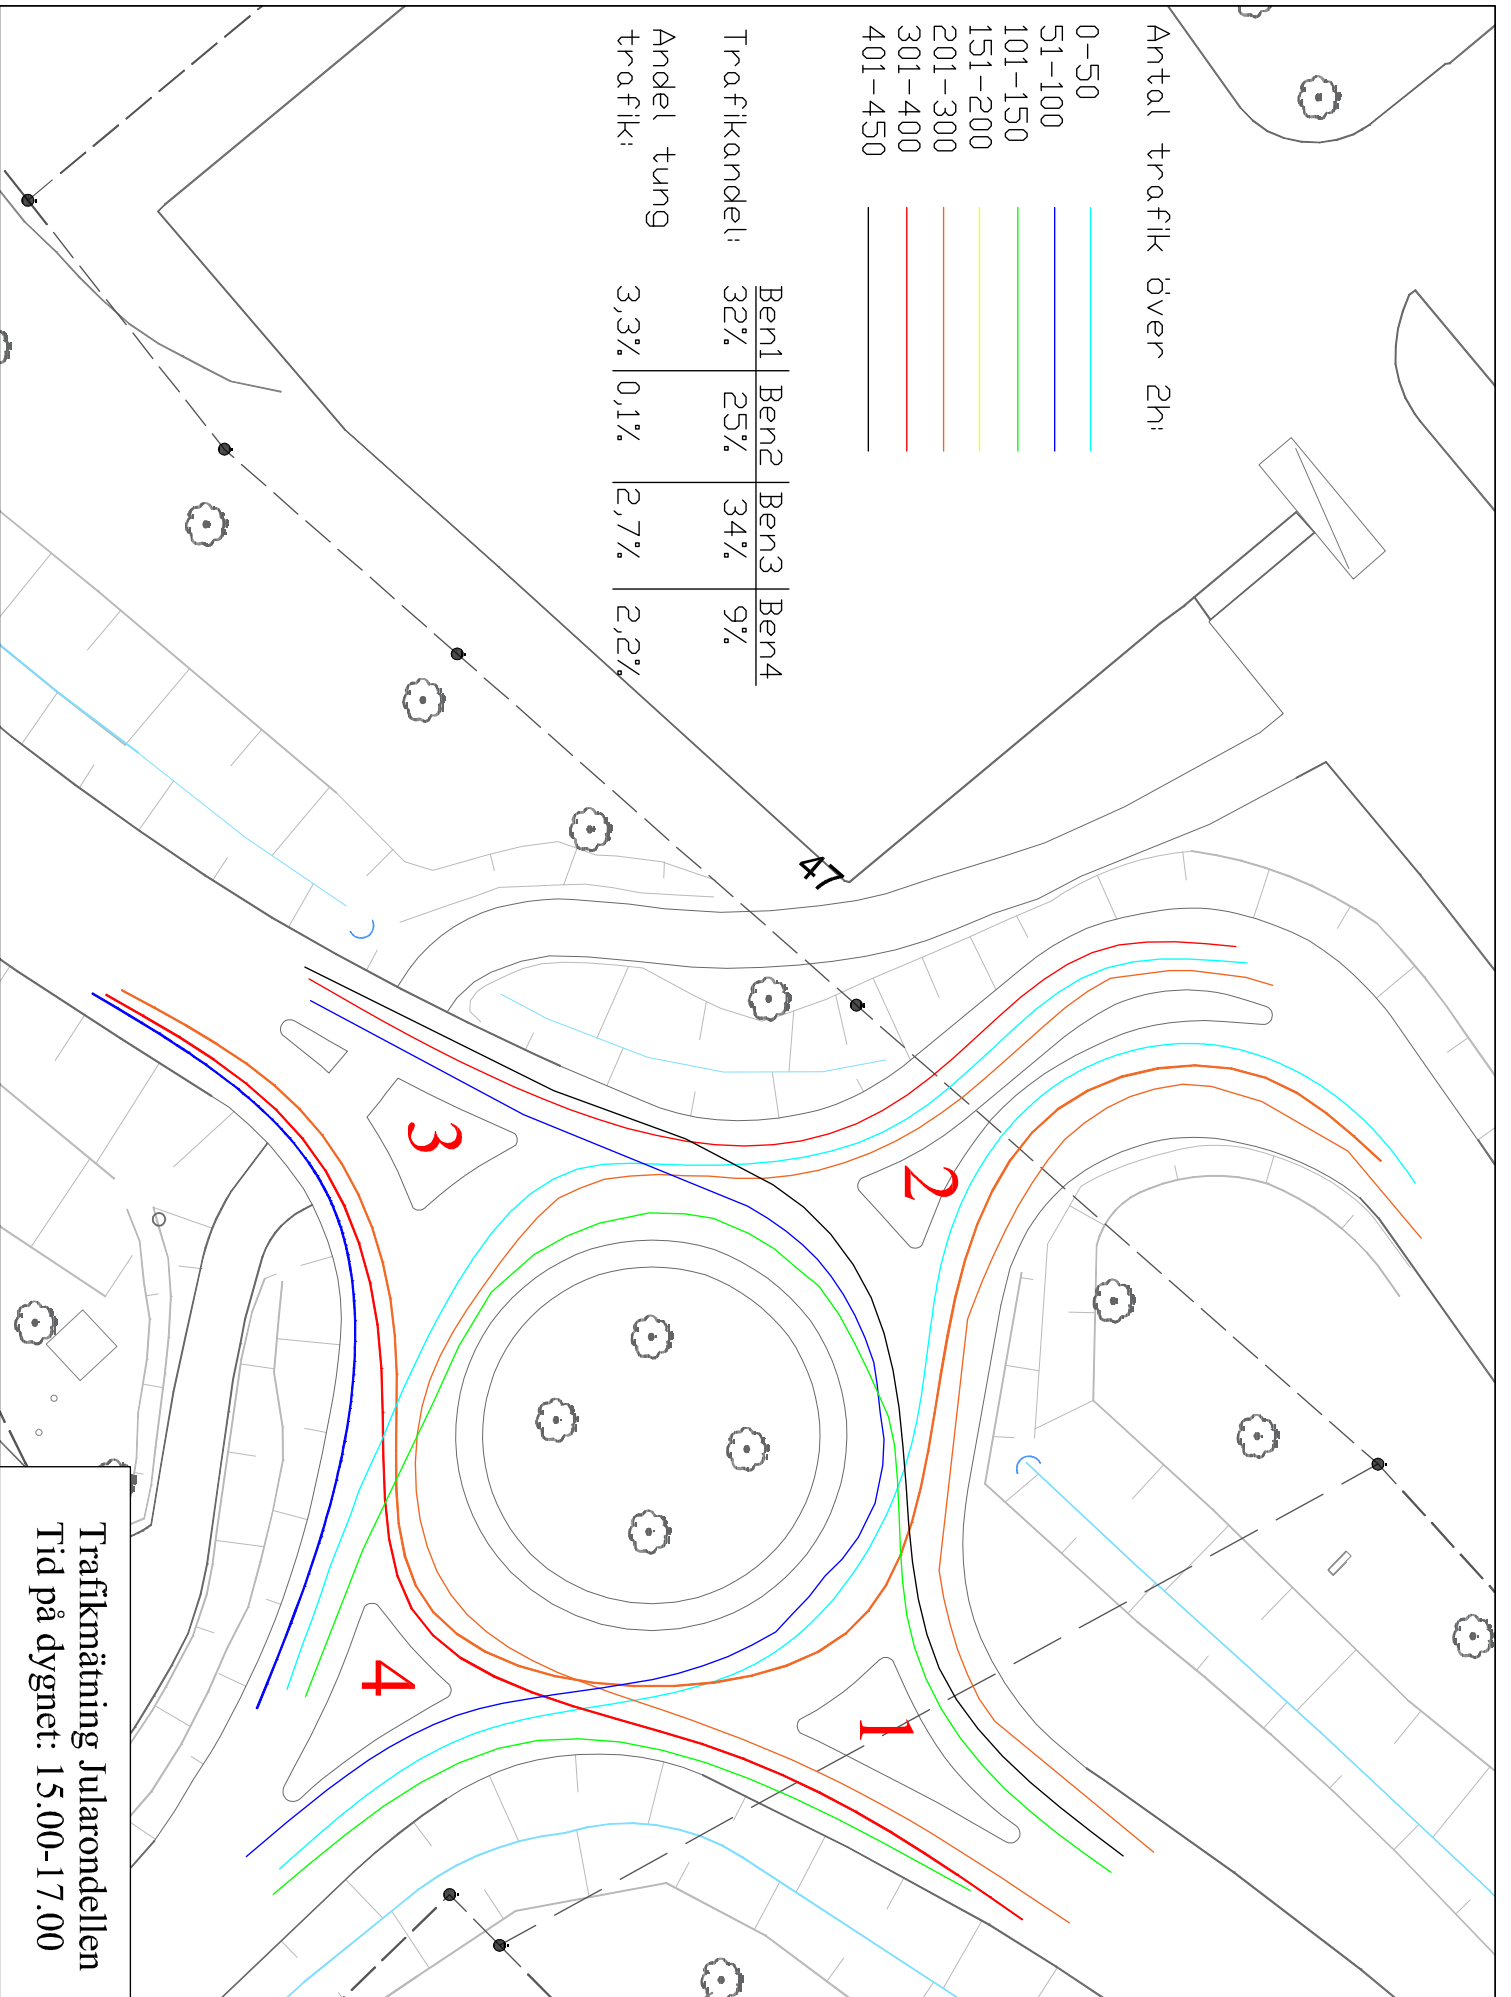 Antal trafik över 2h:
0-50
51-100
101-150
151-200
201-300
301-400
401-450
Ben1 Ben2 Ben3 Ben4
Trafikandel: 32% 25% 34% 9%
Andel tung
trafik: 3,3% 0,1% 2,7% 2,2%
47
2
1
3
4
Trafikmätning Jularondellen
Tid på dygnet: 15.00-17.00